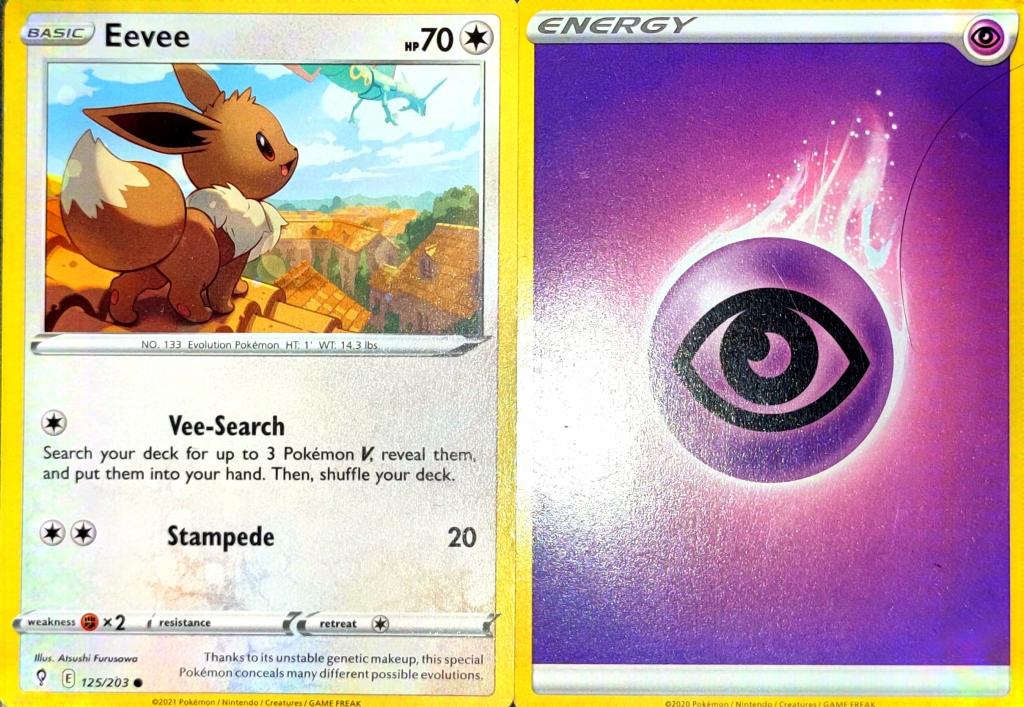 BASIC Eevee HP70
NO. 133 Evolution Pokémon HT: 1' WT: 14.3 lbs.
Vee-Search
Search your deck for up to 3 Pokémon V, reveal them,
and put them into your hand. Then, shuffle your deck.
Stampede 20
weakness ×2 resistance retreat
Illus. Atsushi Furusawa
Thanks to its unstable genetic makeup, this special
Pokémon conceals many different possible evolutions.
E 125/203
©2021 Pokémon / Nintendo / Creatures / GAME FREAK
ENERGY
©2020 Pokémon / Nintendo / Creatures / GAME FREAK